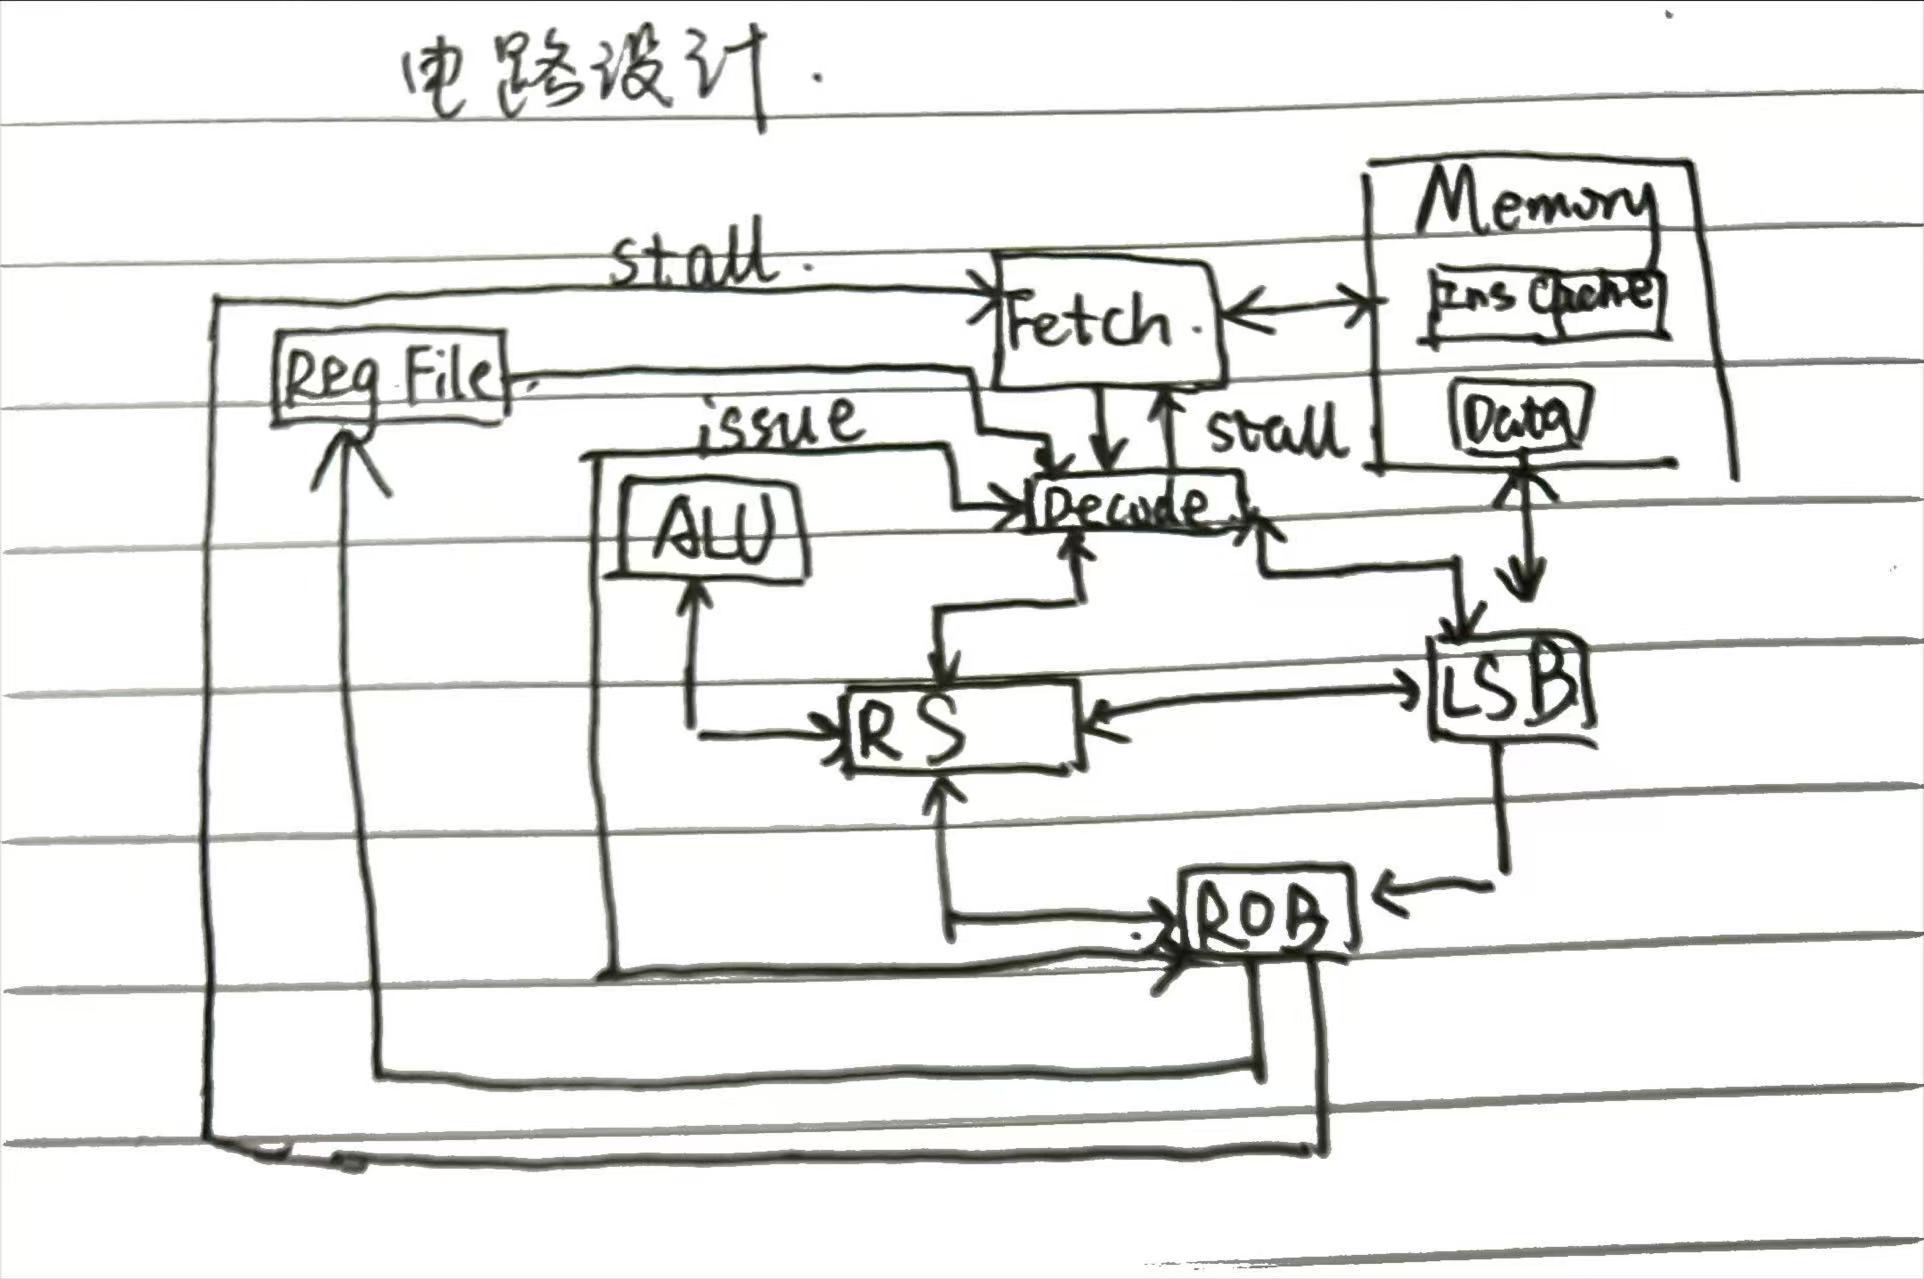 电路设计.
Memory
stall.
Fetch.
Ins Cache
Reg File
Data
issue
stall
ALU
Decode
RS
LSB
ROB